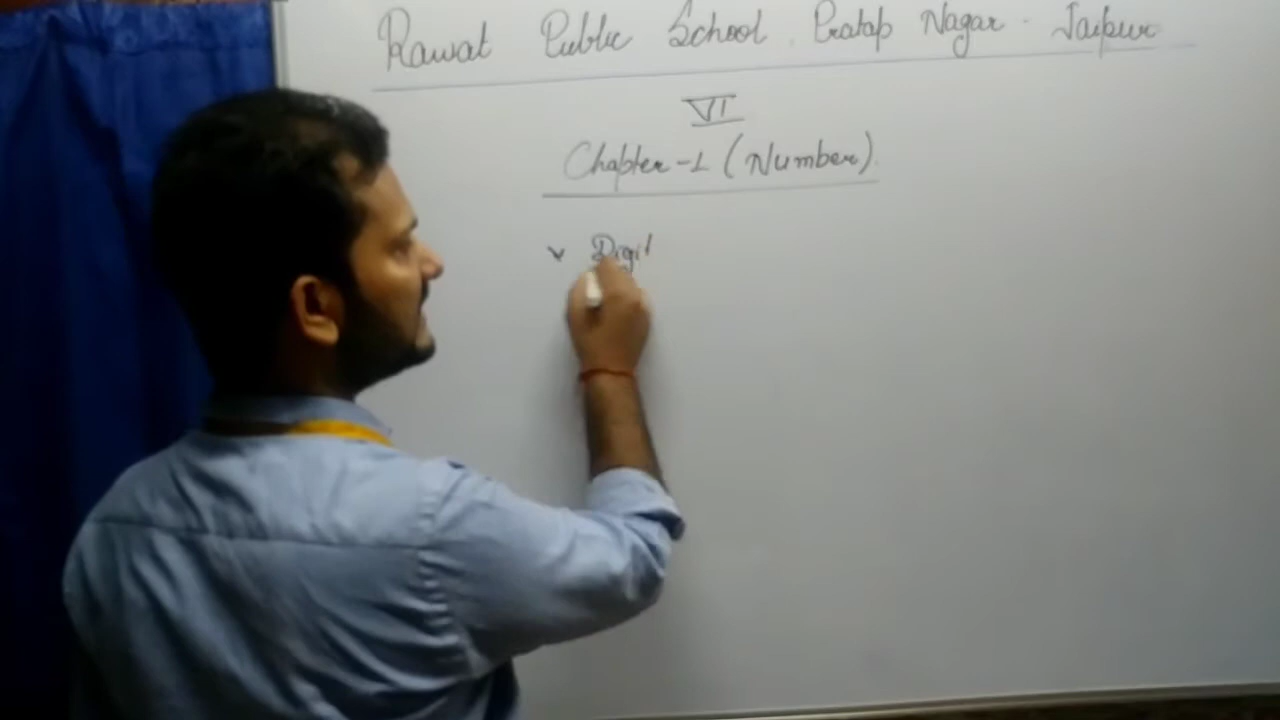 Rawat Public School. Pratap Nagar - Jaipur
VI
Chapter-1 (Number).
Digit